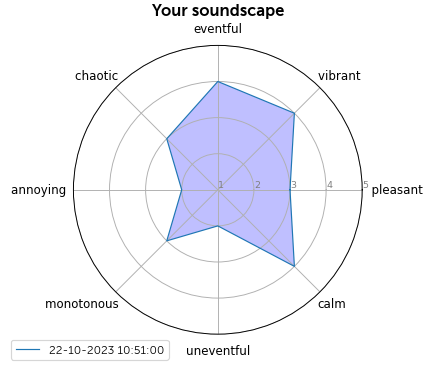 Your soundscape
eventful
chaotic
vibrant
annoying
1 2 3 4 5
pleasant
monotonous
calm
22-10-2023 10:51:00
uneventful